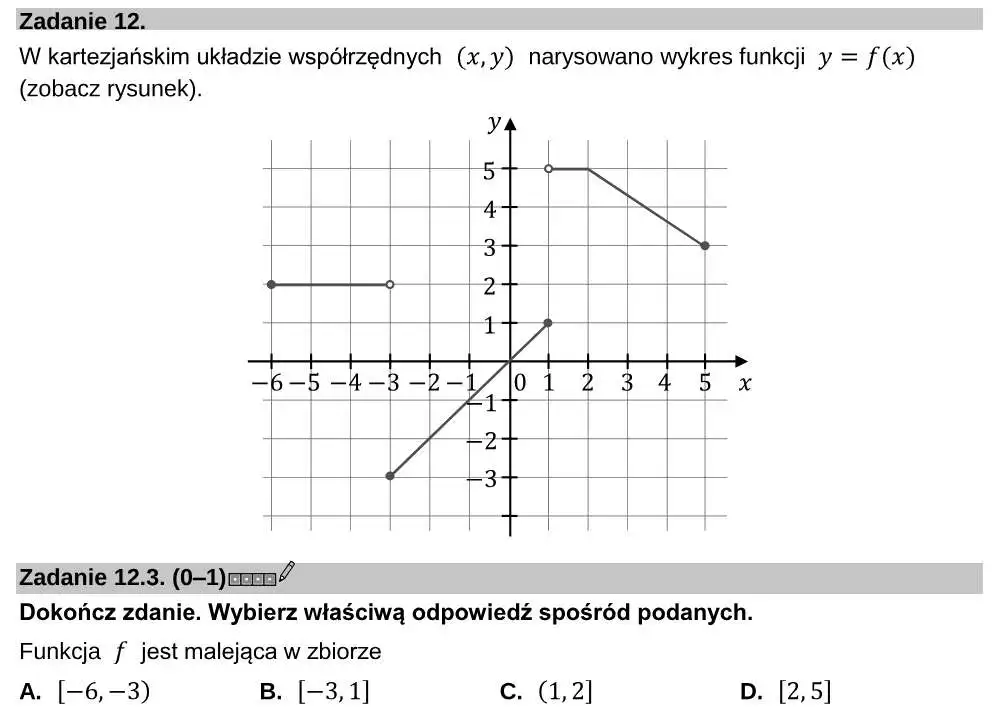 Zadanie 12.
W kartezjańskim układzie współrzędnych (x, y) narysowano wykres funkcji y = f(x)
(zobacz rysunek).
y
5
4
3
2
1
−6 −5 −4 −3 −2 −1 0 1 2 3 4 5 x
−1
−2
−3
Zadanie 12.3. (0–1)
Dokończ zdanie. Wybierz właściwą odpowiedź spośród podanych.
Funkcja f jest malejąca w zbiorze
A. [−6, −3) B. [−3, 1] C. (1, 2] D. [2, 5]